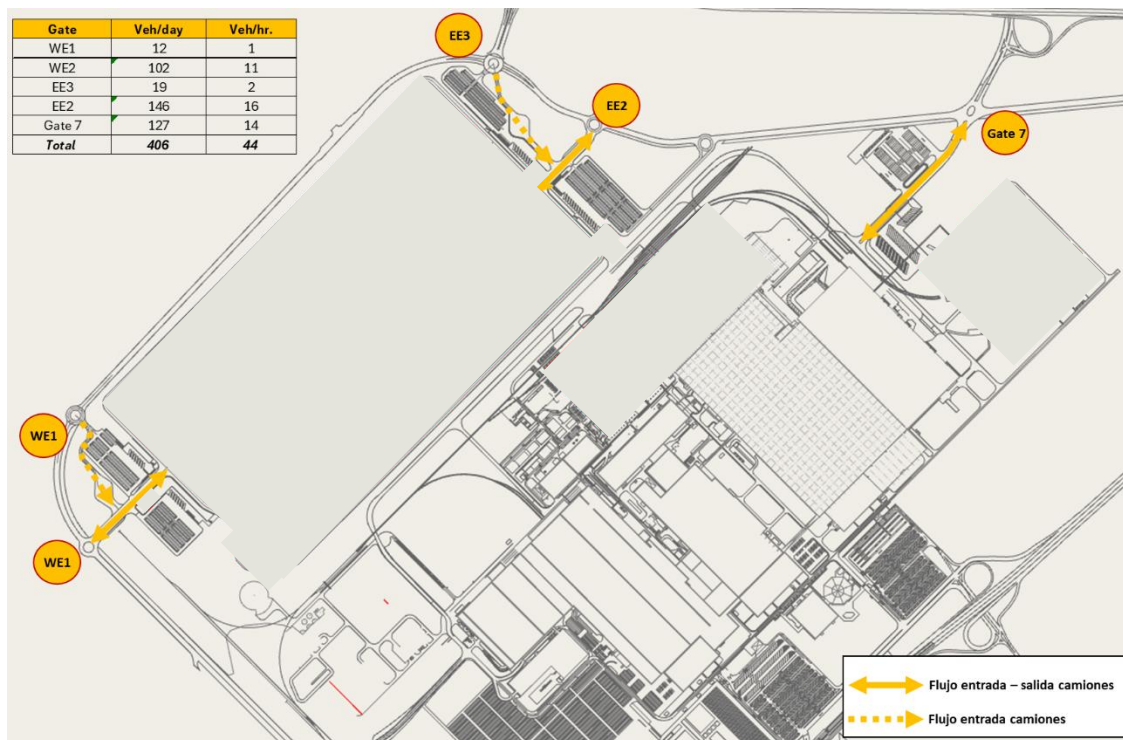 Gate Veh/day Veh/hr.
WE1 12 1
WE2 102 11
EE3 19 2
EE2 146 16
Gate 7 127 14
Total 406 44
EE3
EE2
Gate 7
WE1
WE1
Flujo entrada – salida camiones
Flujo entrada camiones